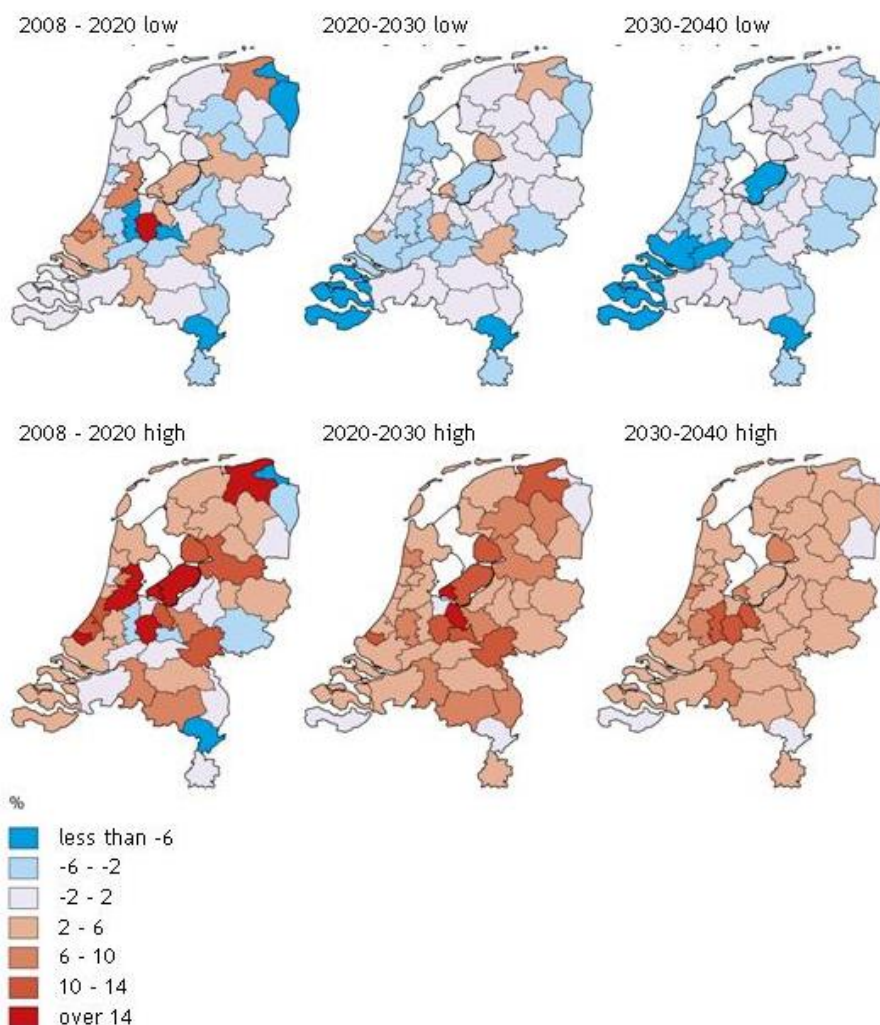 2008 - 2020 low
2020-2030 low
2030-2040 low
2008 - 2020 high
2020-2030 high
2030-2040 high
%
less than -6
-6 - -2
-2 - 2
2 - 6
6 - 10
10 - 14
over 14